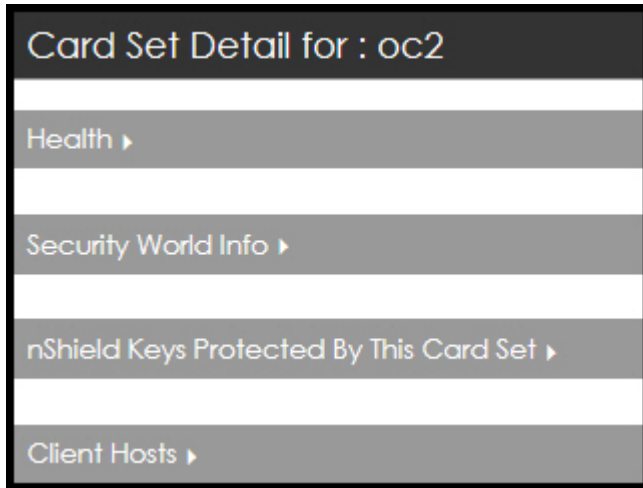 Card Set Detail for : oc2
Health
Security World Info
nShield Keys Protected By This Card Set
Client Hosts